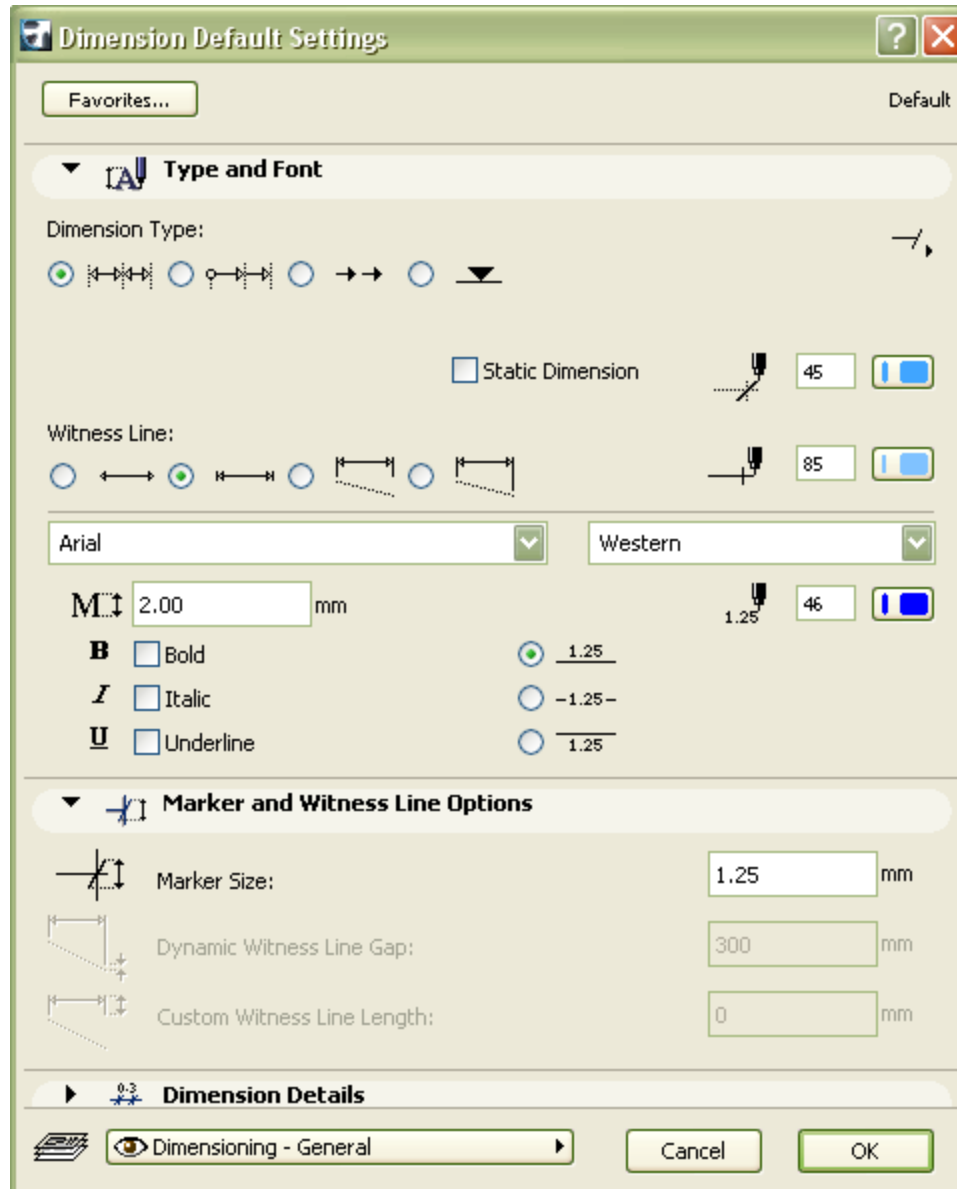 Dimension Default Settings
Favorites...
Default
Type and Font
Dimension Type:
Static Dimension
45
Witness Line:
85
Arial
Western
M 2.00 mm
1.25
46
B Bold
1.25
I Italic
-1.25-
U Underline
1.25
Marker and Witness Line Options
Marker Size:
1.25 mm
Dynamic Witness Line Gap:
300 mm
Custom Witness Line Length:
0 mm
0-3 Dimension Details
Dimensioning - General
Cancel
OK